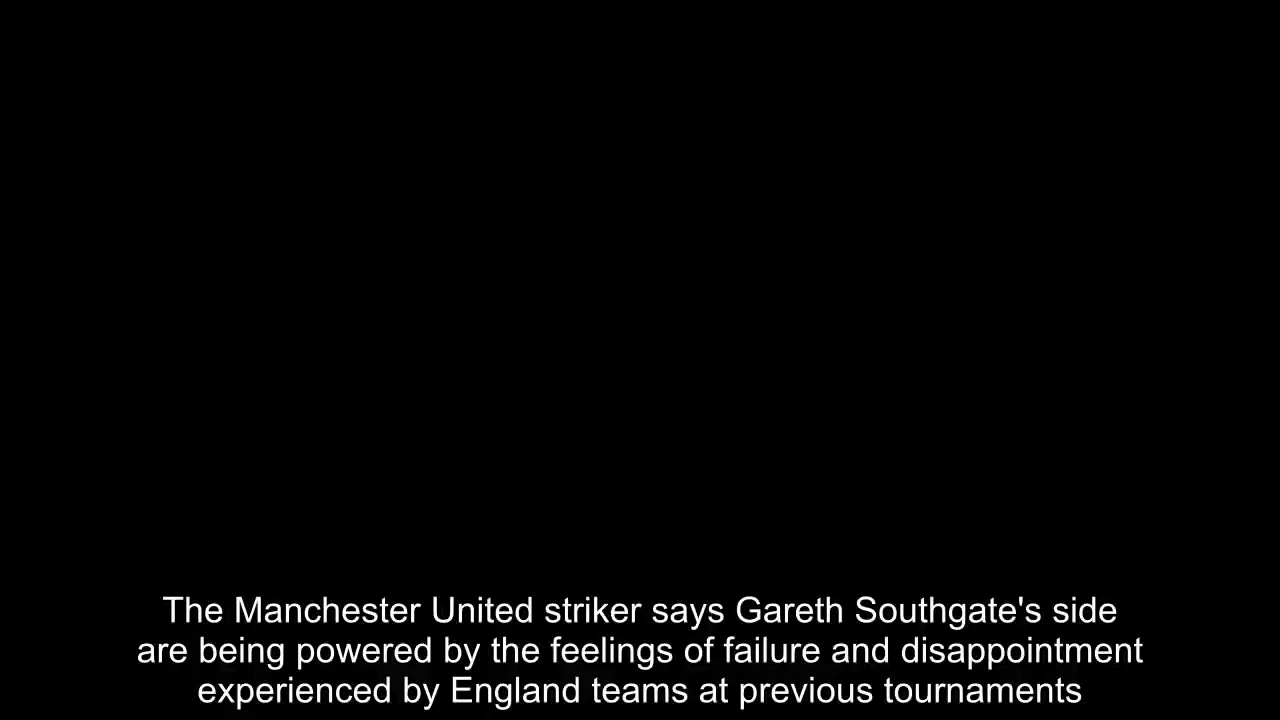 The Manchester United striker says Gareth Southgate's side
are being powered by the feelings of failure and disappointment
experienced by England teams at previous tournaments